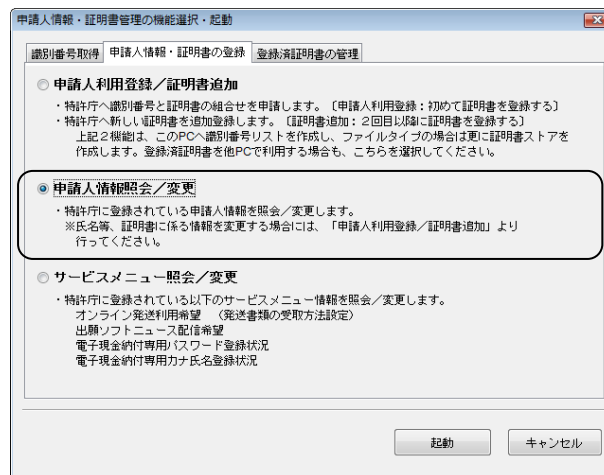 申請人情報・証明書管理の機能選択・起動
識別番号取得 申請人情報・証明書の登録 登録済証明書の管理
申請人利用登録／証明書追加
・特許庁へ識別番号と証明書の組合せを申請します。〔申請人利用登録：初めて証明書を登録する〕
・特許庁へ新しい証明書を追加登録します。〔証明書追加：２回目以降に証明書を登録する〕
上記２機能は、このPCへ識別番号リストを作成し、ファイルタイプの場合は更に証明書ストアを
作成します。登録済証明書を他PCで利用する場合も、こちらを選択してください。
申請人情報照会／変更
・特許庁に登録されている申請人情報を照会／変更します。
※氏名等、証明書に係る情報を変更する場合には、「申請人利用登録／証明書追加」より
行ってください。
サービスメニュー照会／変更
・特許庁に登録されている以下のサービスメニュー情報を照会／変更します。
オンライン発送利用希望　（発送書類の受取方法設定）
出願ソフトニュース配信希望
電子現金納付専用パスワード登録状況
電子現金納付専用カナ氏名登録状況
起動 キャンセル